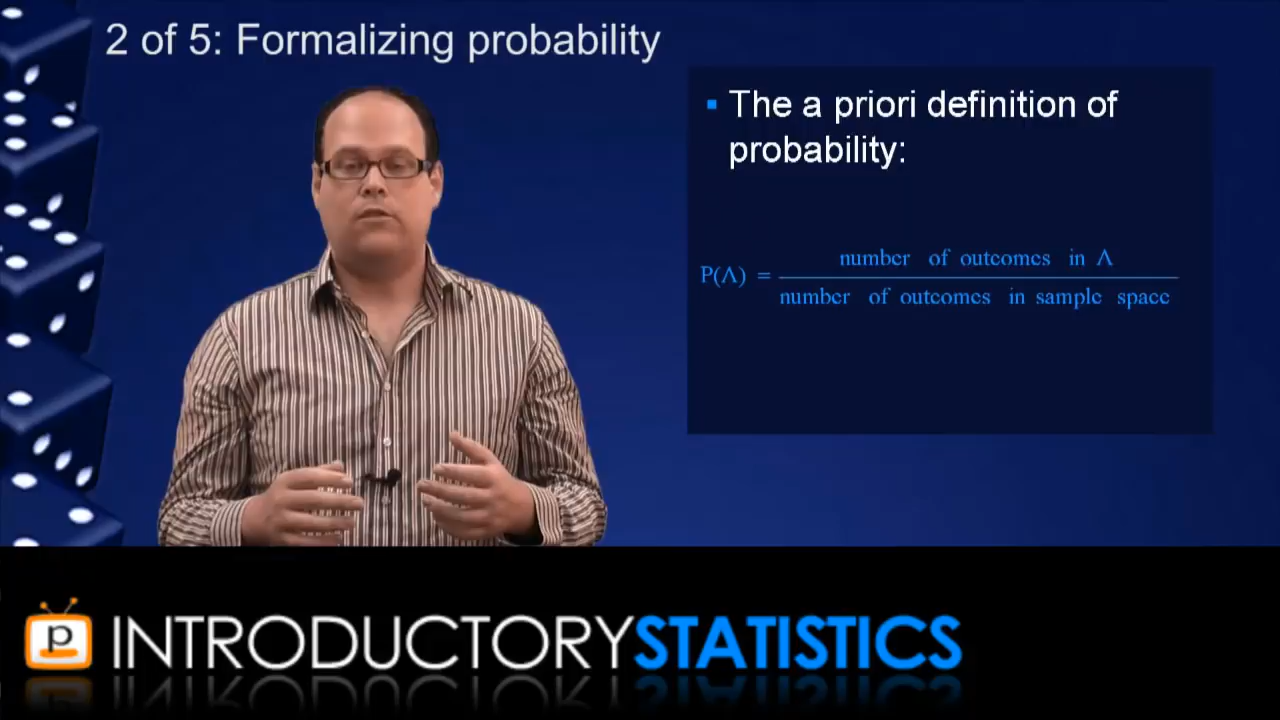 2 of 5: Formalizing probability
▪ The a priori definition of
probability:
number of outcomes in A
P(A) =
number of outcomes in sample space
p
INTRODUCTORYSTATISTICS